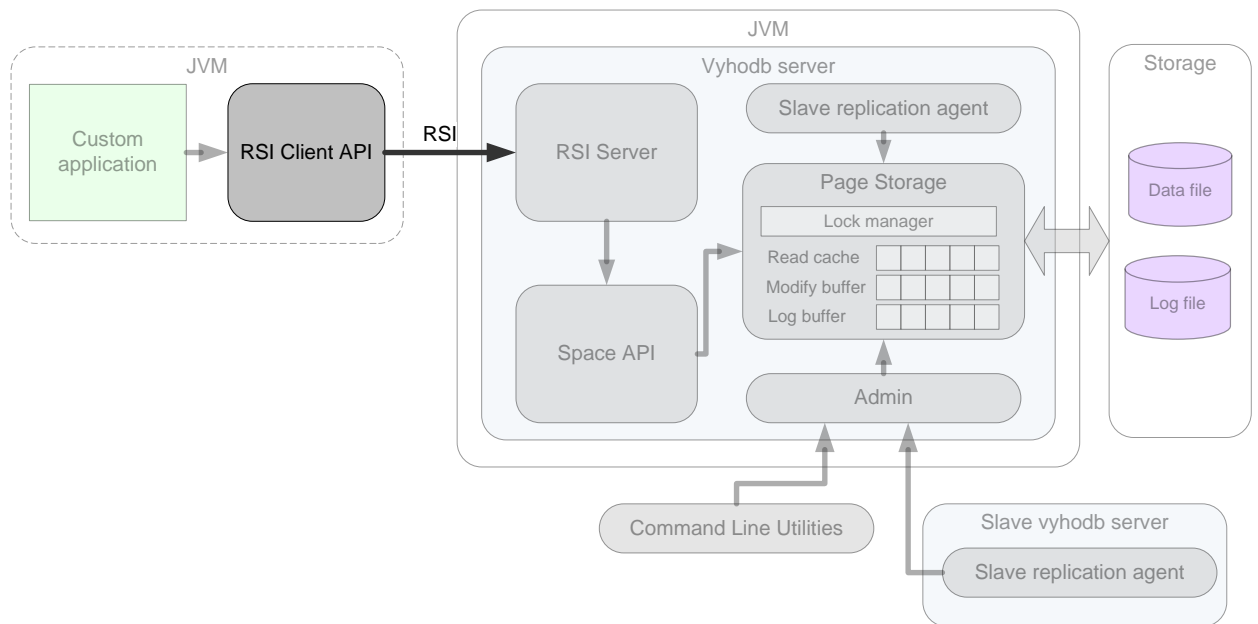 JVM
Custom
application
RSI Client API
RSI
JVM
Vyhodb server
RSI Server
Space API
Slave replication agent
Page Storage
Lock manager
Read cache
Modify buffer
Log buffer
Admin
Storage
Data file
Log file
Command Line Utilities
Slave vyhodb server
Slave replication agent